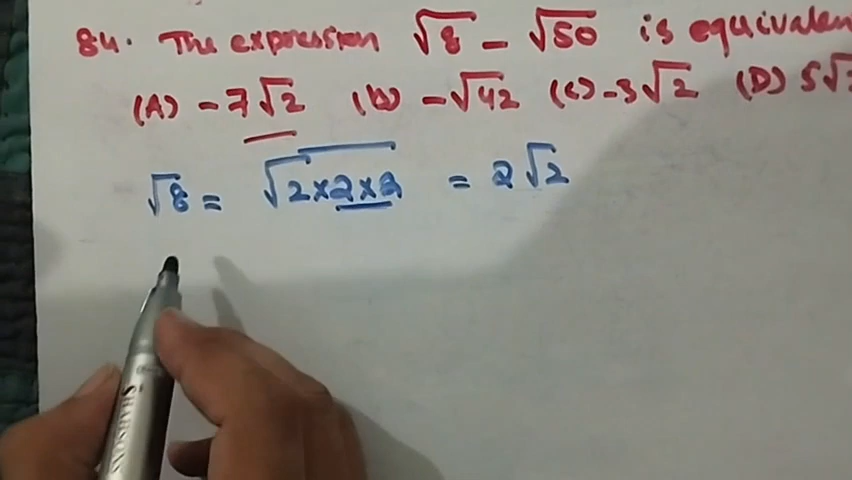 84. The expression √8 - √50 is equivalen
(A) -7√2 (B) -√42 (C) -3√2 (D) 5√2
√8 = √2×2×2 = 2√2